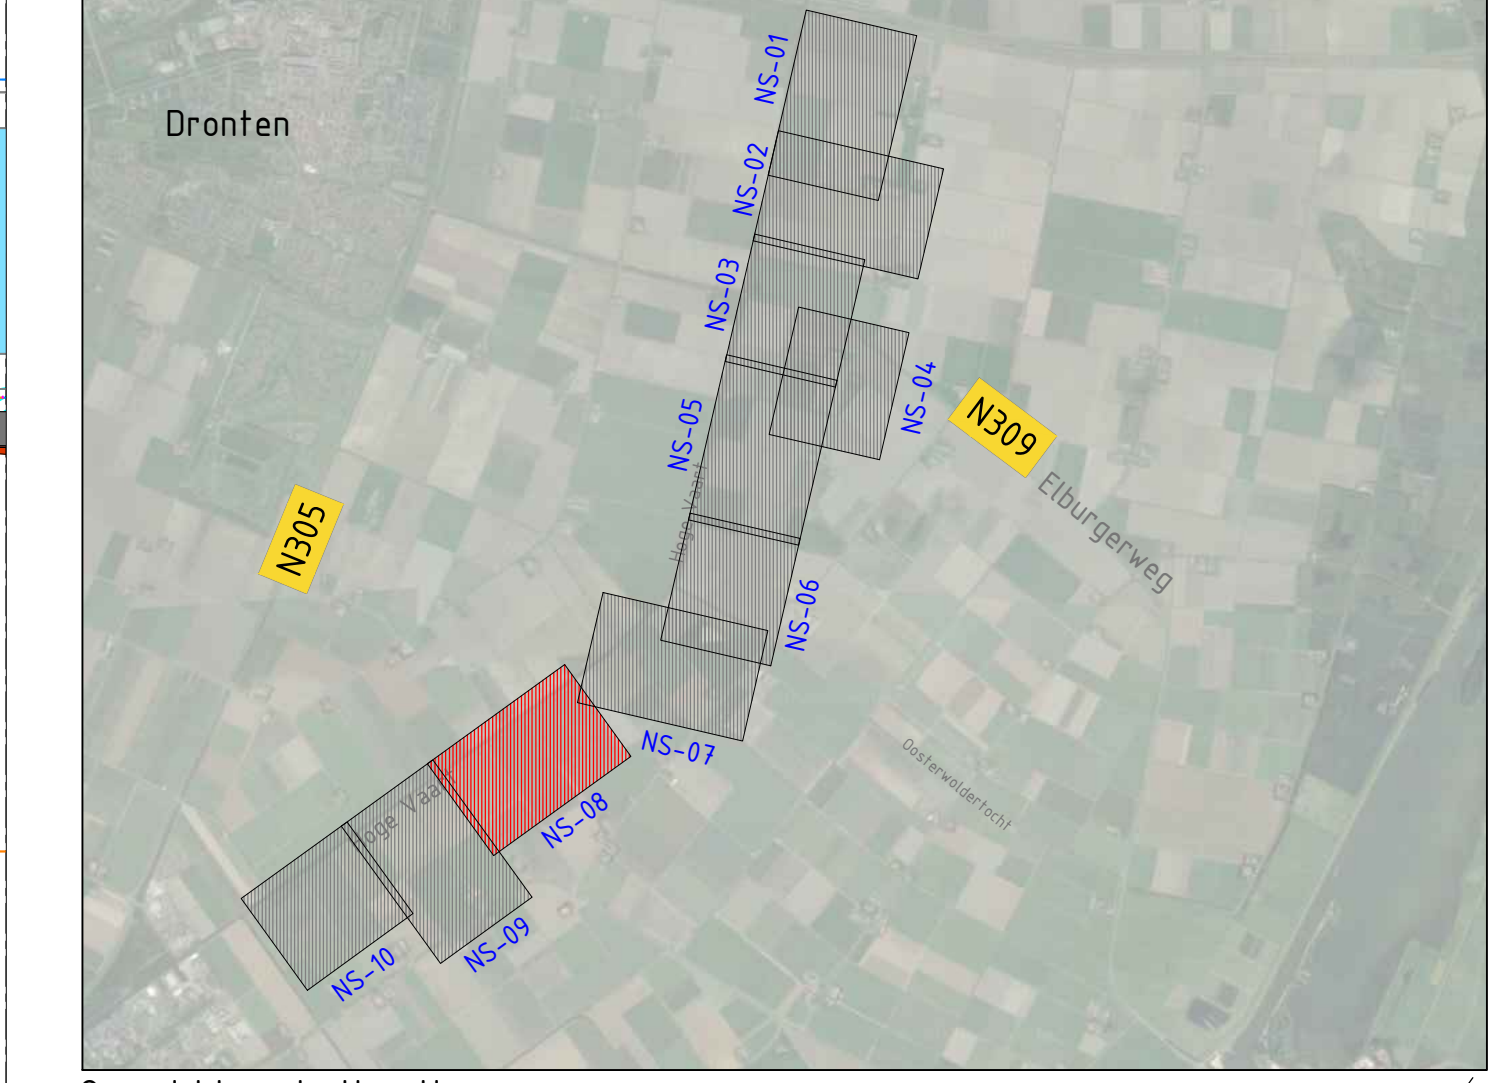 NS-01
Dronten
NS-02
NS-03
NS-04
N309
NS-05
Hoge Vaart
Elburgerweg
N305
NS-06
NS-07
Oosterwoldertocht
Hoge Vaart
NS-08
NS-09
NS-10